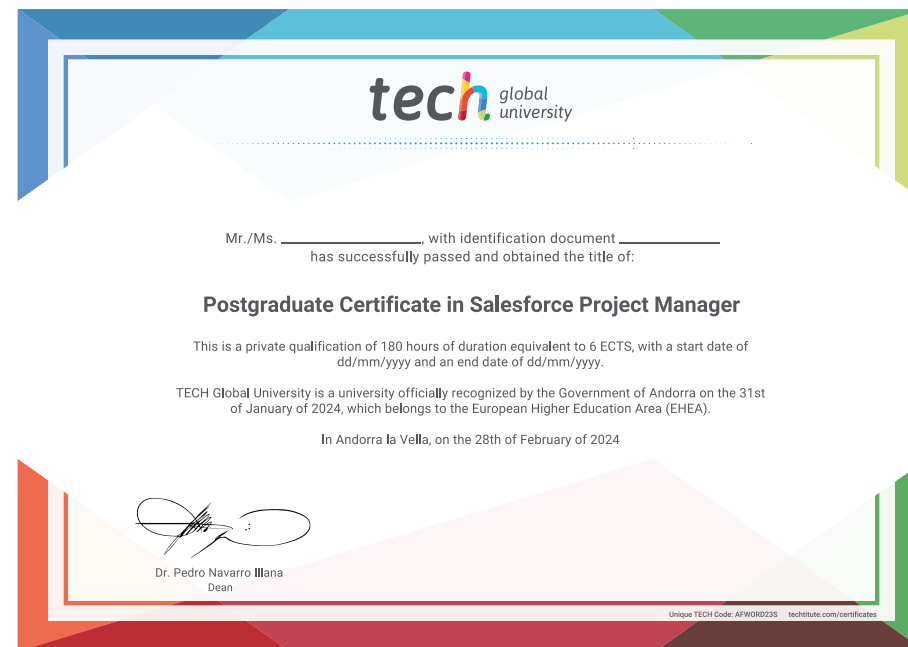 tech global university
Mr./Ms. ____________________, with identification document ______________
has successfully passed and obtained the title of:
Postgraduate Certificate in Salesforce Project Manager
This is a private qualification of 180 hours of duration equivalent to 6 ECTS, with a start date of
dd/mm/yyyy and an end date of dd/mm/yyyy.
TECH Global University is a university officially recognized by the Government of Andorra on the 31st
of January of 2024, which belongs to the European Higher Education Area (EHEA).
In Andorra la Vella, on the 28th of February of 2024
Dr. Pedro Navarro Illana
Dean
Unique TECH Code: AFWORD23S techtitute.com/certificates